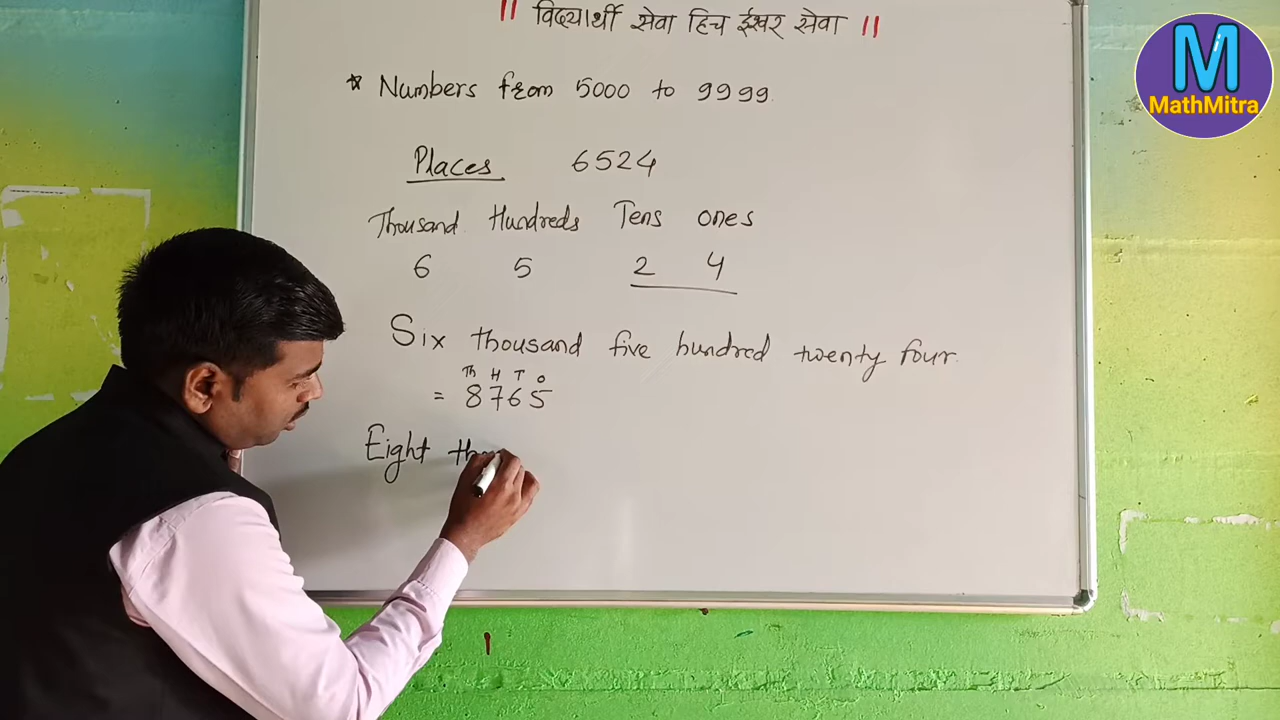 || विद्यार्थी सेवा हिच ईश्वर सेवा ||
M
MathMitra
* Numbers from 5000 to 9999.
Places 6524
Thousand Hundreds Tens ones
6 5 2 4
Six thousand five hundred twenty four.
Th H T O
= 8765
Eight